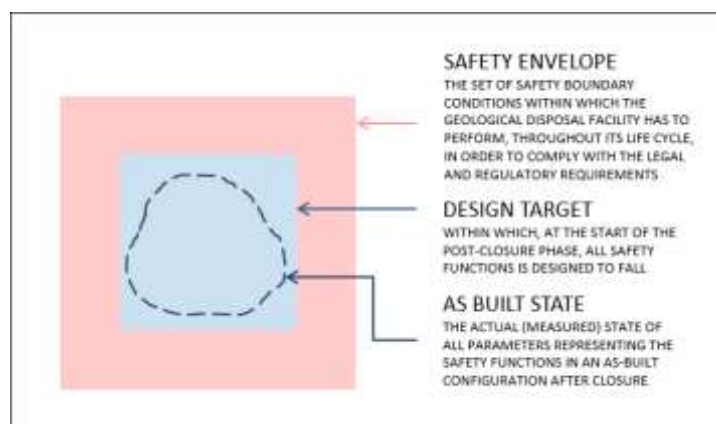 SAFETY ENVELOPE
THE SET OF SAFETY BOUNDARY
CONDITIONS WITHIN WHICH THE
GEOLOGICAL DISPOSAL FACILITY HAS TO
PERFORM, THROUGHOUT ITS LIFE CYCLE,
IN ORDER TO COMPLY WITH THE LEGAL
AND REGULATORY REQUIREMENTS
DESIGN TARGET
WITHIN WHICH, AT THE START OF THE
POST-CLOSURE PHASE, ALL SAFETY
FUNCTIONS IS DESIGNED TO FALL
AS BUILT STATE
THE ACTUAL (MEASURED) STATE OF
ALL PARAMETERS REPRESENTING THE
SAFETY FUNCTIONS IN AN AS-BUILT
CONFIGURATION AFTER CLOSURE